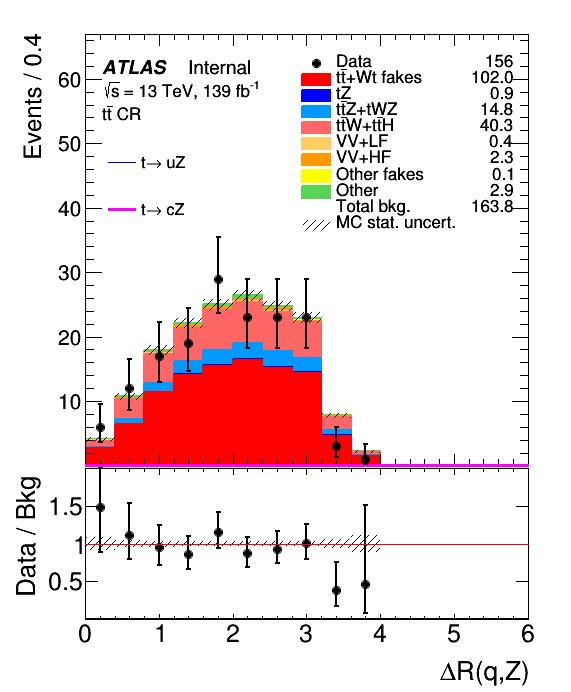 Events / 0.4
ATLAS Internal
√s = 13 TeV, 139 fb⁻¹
tt̄ CR
t→ uZ
t→ cZ
Data 156
tt̄+Wt fakes 102.0
tZ 0.9
tt̄Z+tWZ 14.8
tt̄W+tt̄H 40.3
VV+LF 0.4
VV+HF 2.3
Other fakes 0.1
Other 2.9
Total bkg. 163.8
MC stat. uncert.
60
50
40
30
20
10
Data / Bkg
1.5
1
0.5
0 1 2 3 4 5 6
ΔR(q,Z)